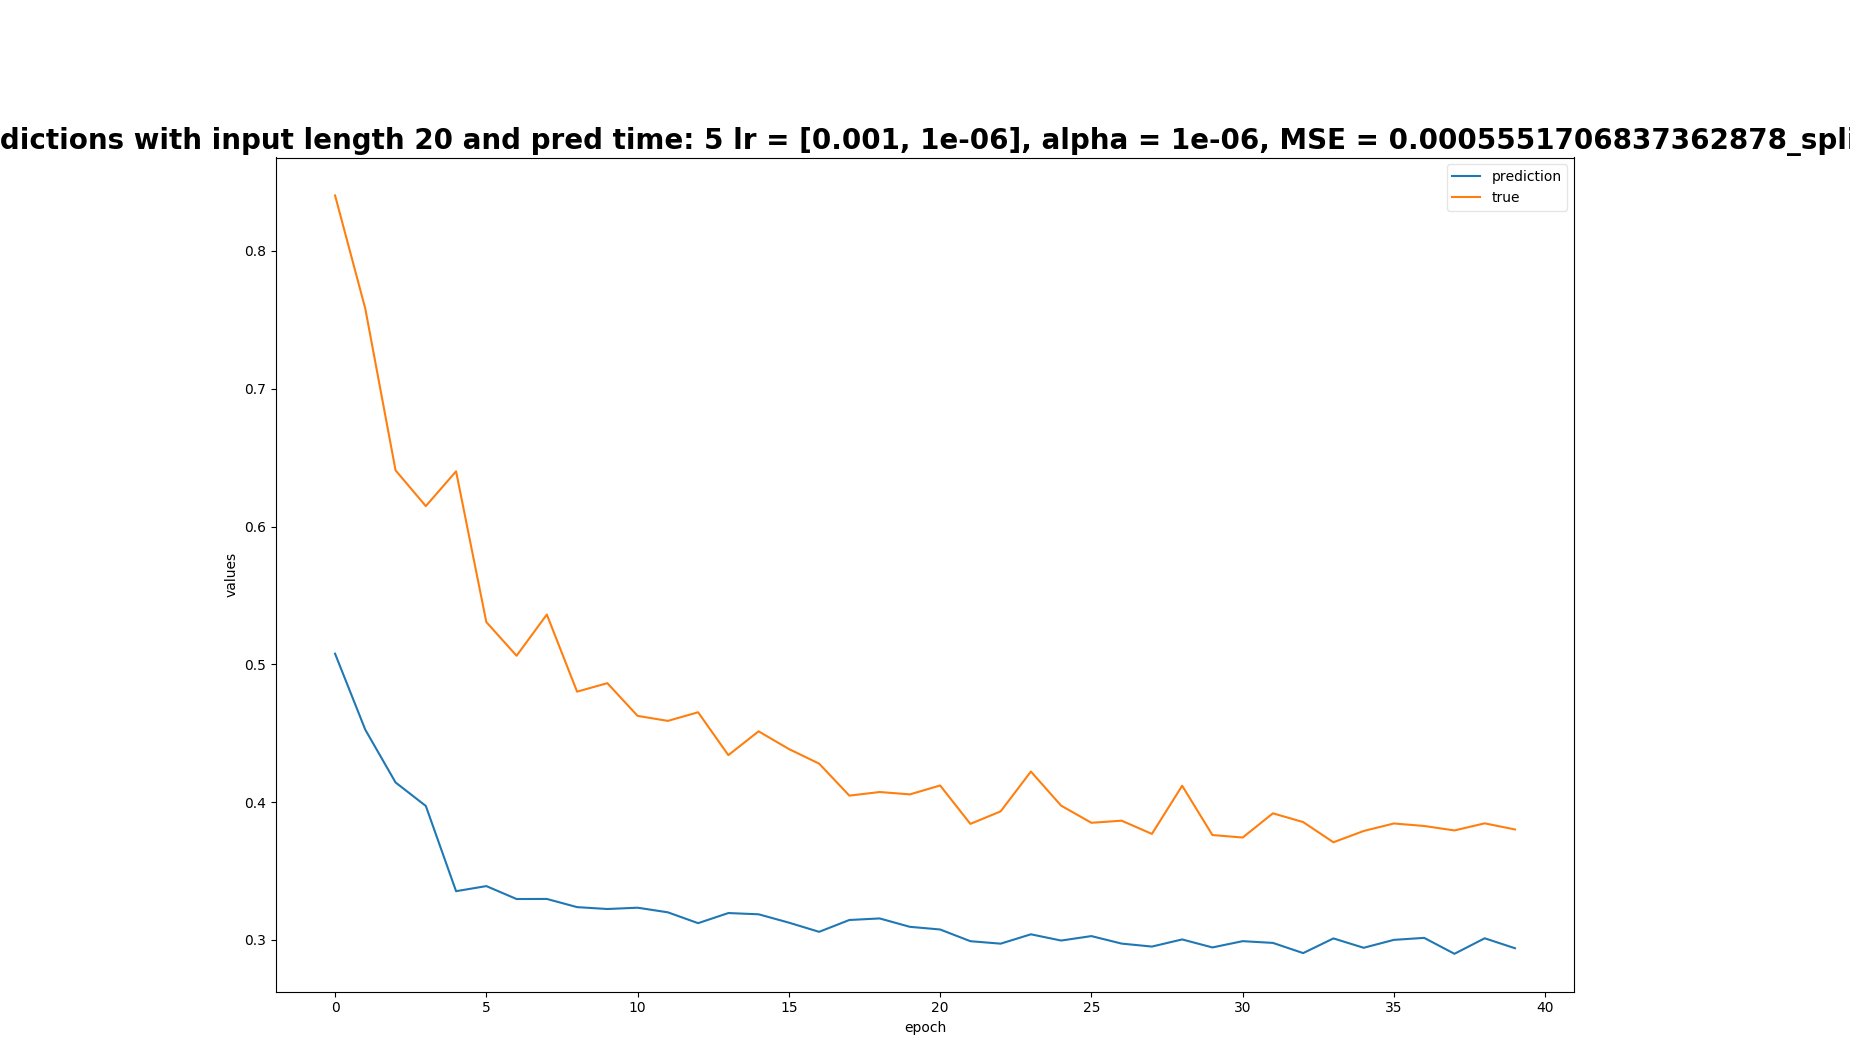 dictions with input length 20 and pred time: 5 lr = [0.001, 1e-06], alpha = 1e-06, MSE = 0.0005551706837362878_spli
prediction
true
0.8
0.7
0.6
0.5
0.4
0.3
values
0 5 10 15 20 25 30 35 40
epoch